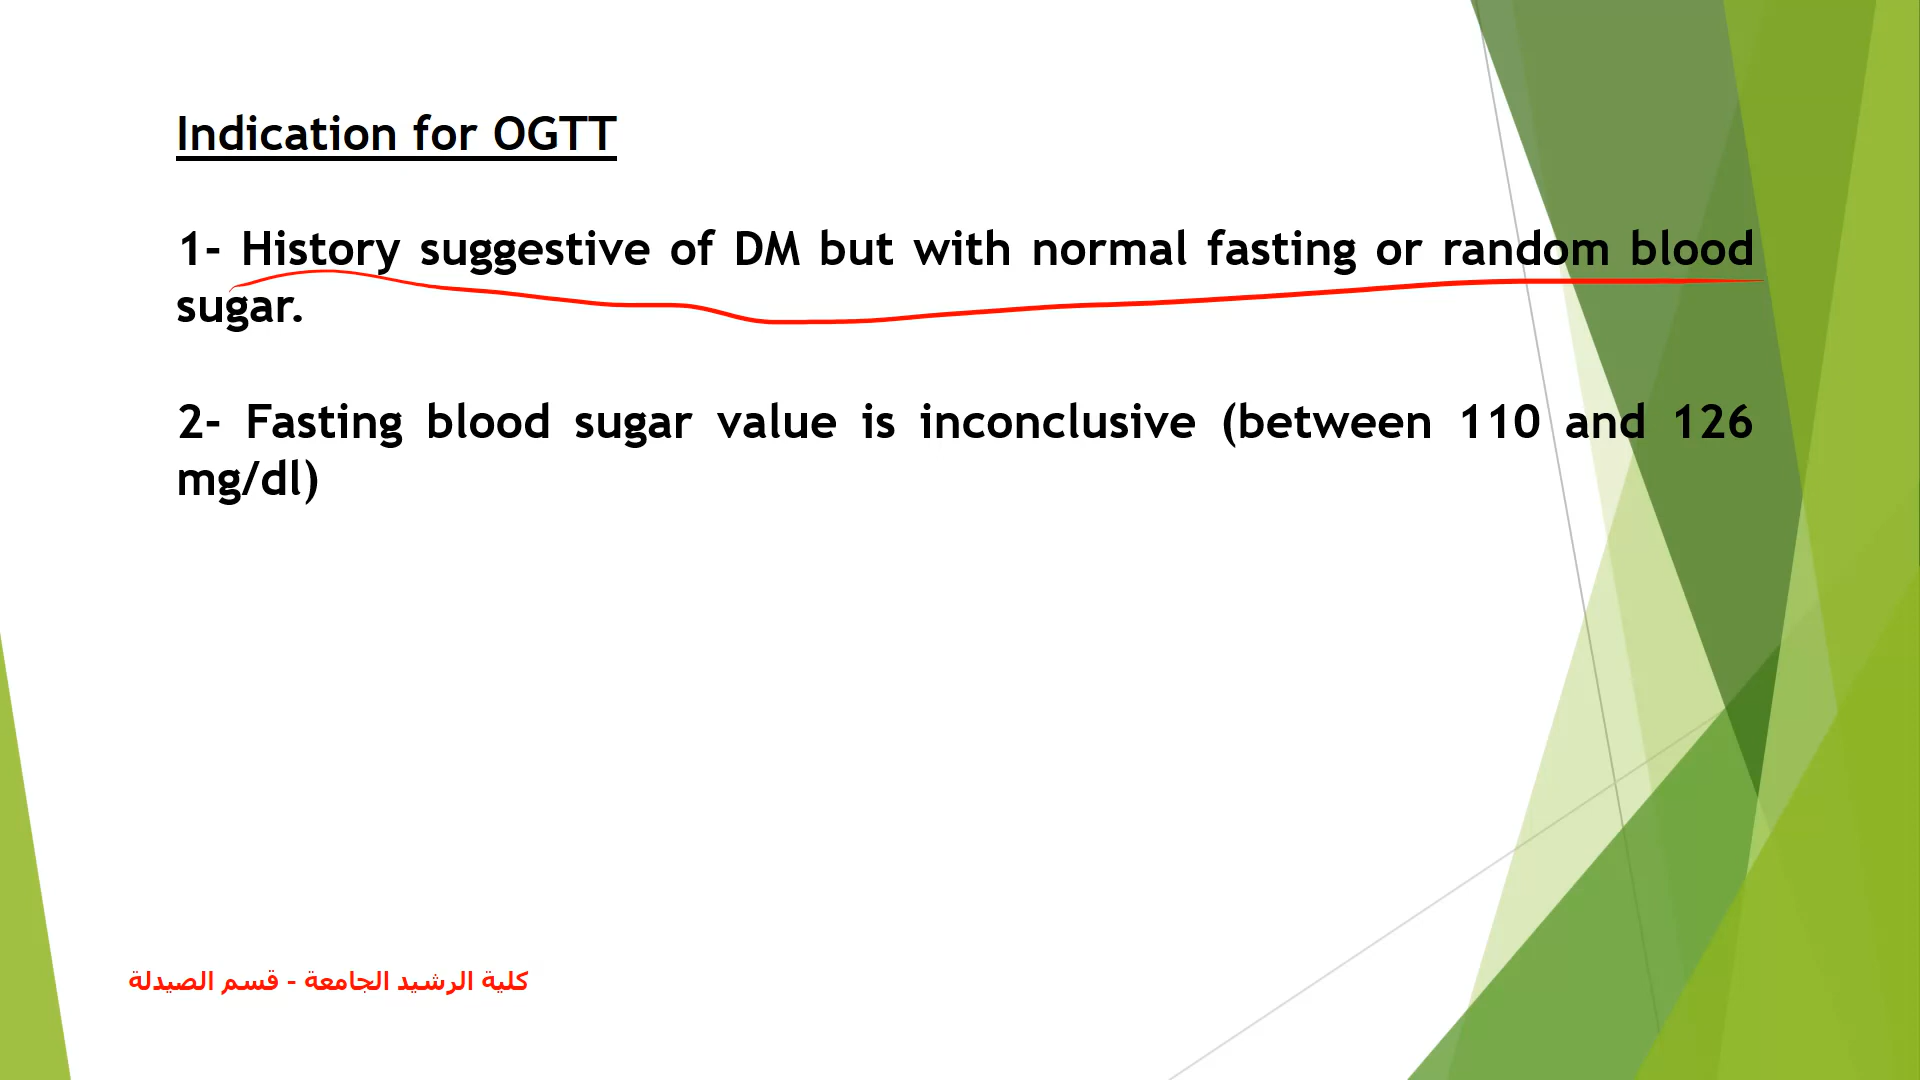 Indication for OGTT
1- History suggestive of DM but with normal fasting or random blood
sugar.
2- Fasting blood sugar value is inconclusive (between 110 and 126
mg/dl)
كلية الرشيد الجامعة - قسم الصيدلة